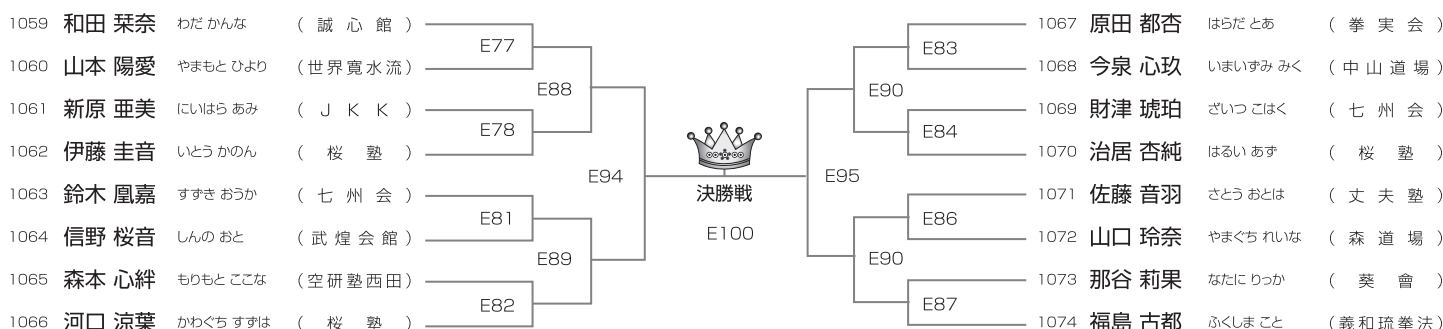 1059 和田 栞奈 わだ かんな (誠心館)
E77
1060 山本 陽愛 やまもと ひより (世界寛水流)
E88
1061 新原 亜美 にいはら あみ (JKK)
E78
1062 伊藤 圭音 いとう かのん (桜塾)
E94
1063 鈴木 凰嘉 すずき おうか (七州会)
E81
1064 信野 桜音 しんの おと (武煌会館)
E89
1065 森本 心絆 もりもと ここな (空研塾西田)
E82
1066 河口 涼葉 かわぐち すずは (桜塾)
決勝戦
E100
1067 原田 都杏 はらだ とあ (拳実会)
E83
1068 今泉 心玖 いまいずみ みく (中山道場)
E90
1069 財津 琥珀 ざいつ こはく (七州会)
E84
1070 治居 杏純 はるい あず (桜塾)
E95
1071 佐藤 音羽 さとう おとは (丈夫塾)
E86
1072 山口 玲奈 やまぐち れいな (森道場)
E90
1073 那谷 莉果 なたに りっか (葵會)
E87
1074 福島 古都 ふくしま こと (義和琉拳法)